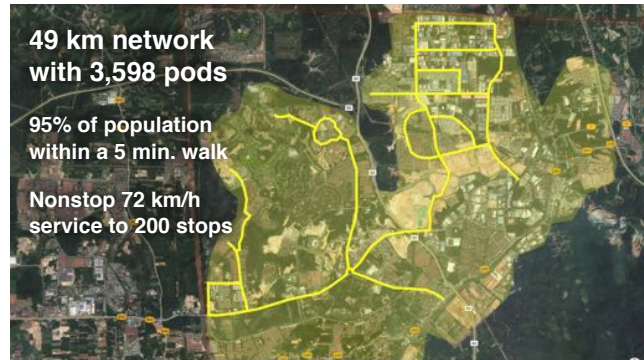 49 km network
with 3,598 pods
95% of population
within a 5 min. walk
Nonstop 72 km/h
service to 200 stops